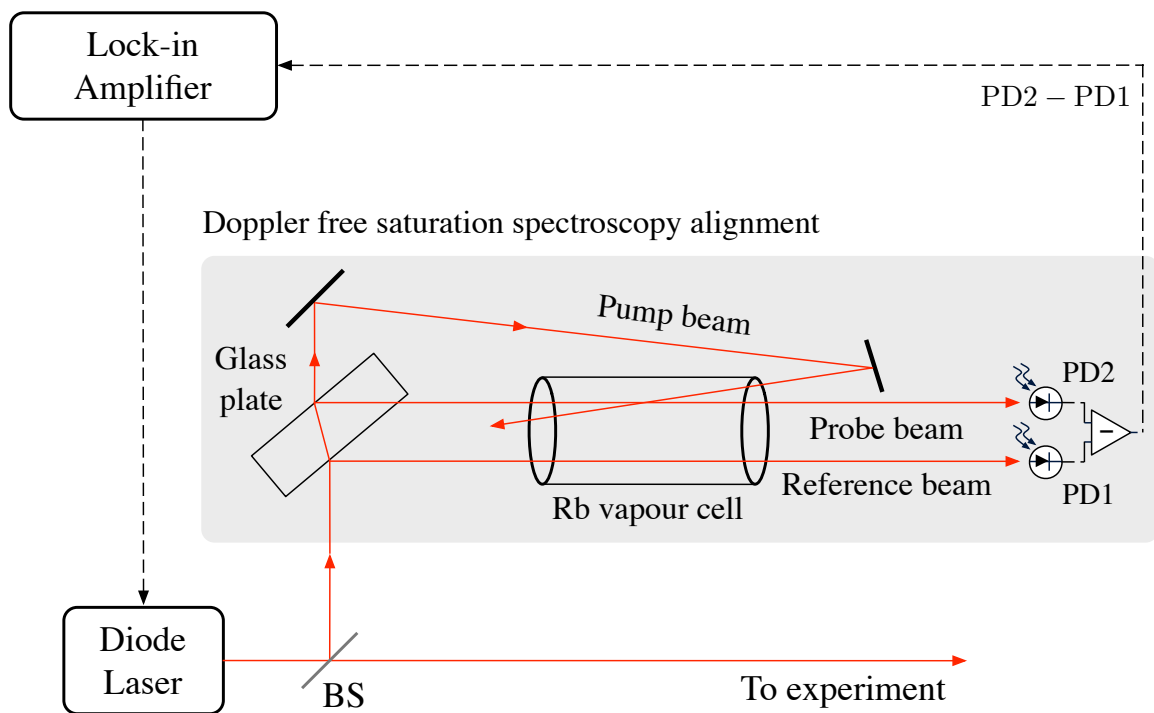 Lock-in
Amplifier
PD2 − PD1
Doppler free saturation spectroscopy alignment
Pump beam
Glass
plate
PD2
Probe beam
Reference beam
PD1
Rb vapour cell
Diode
Laser
BS
To experiment